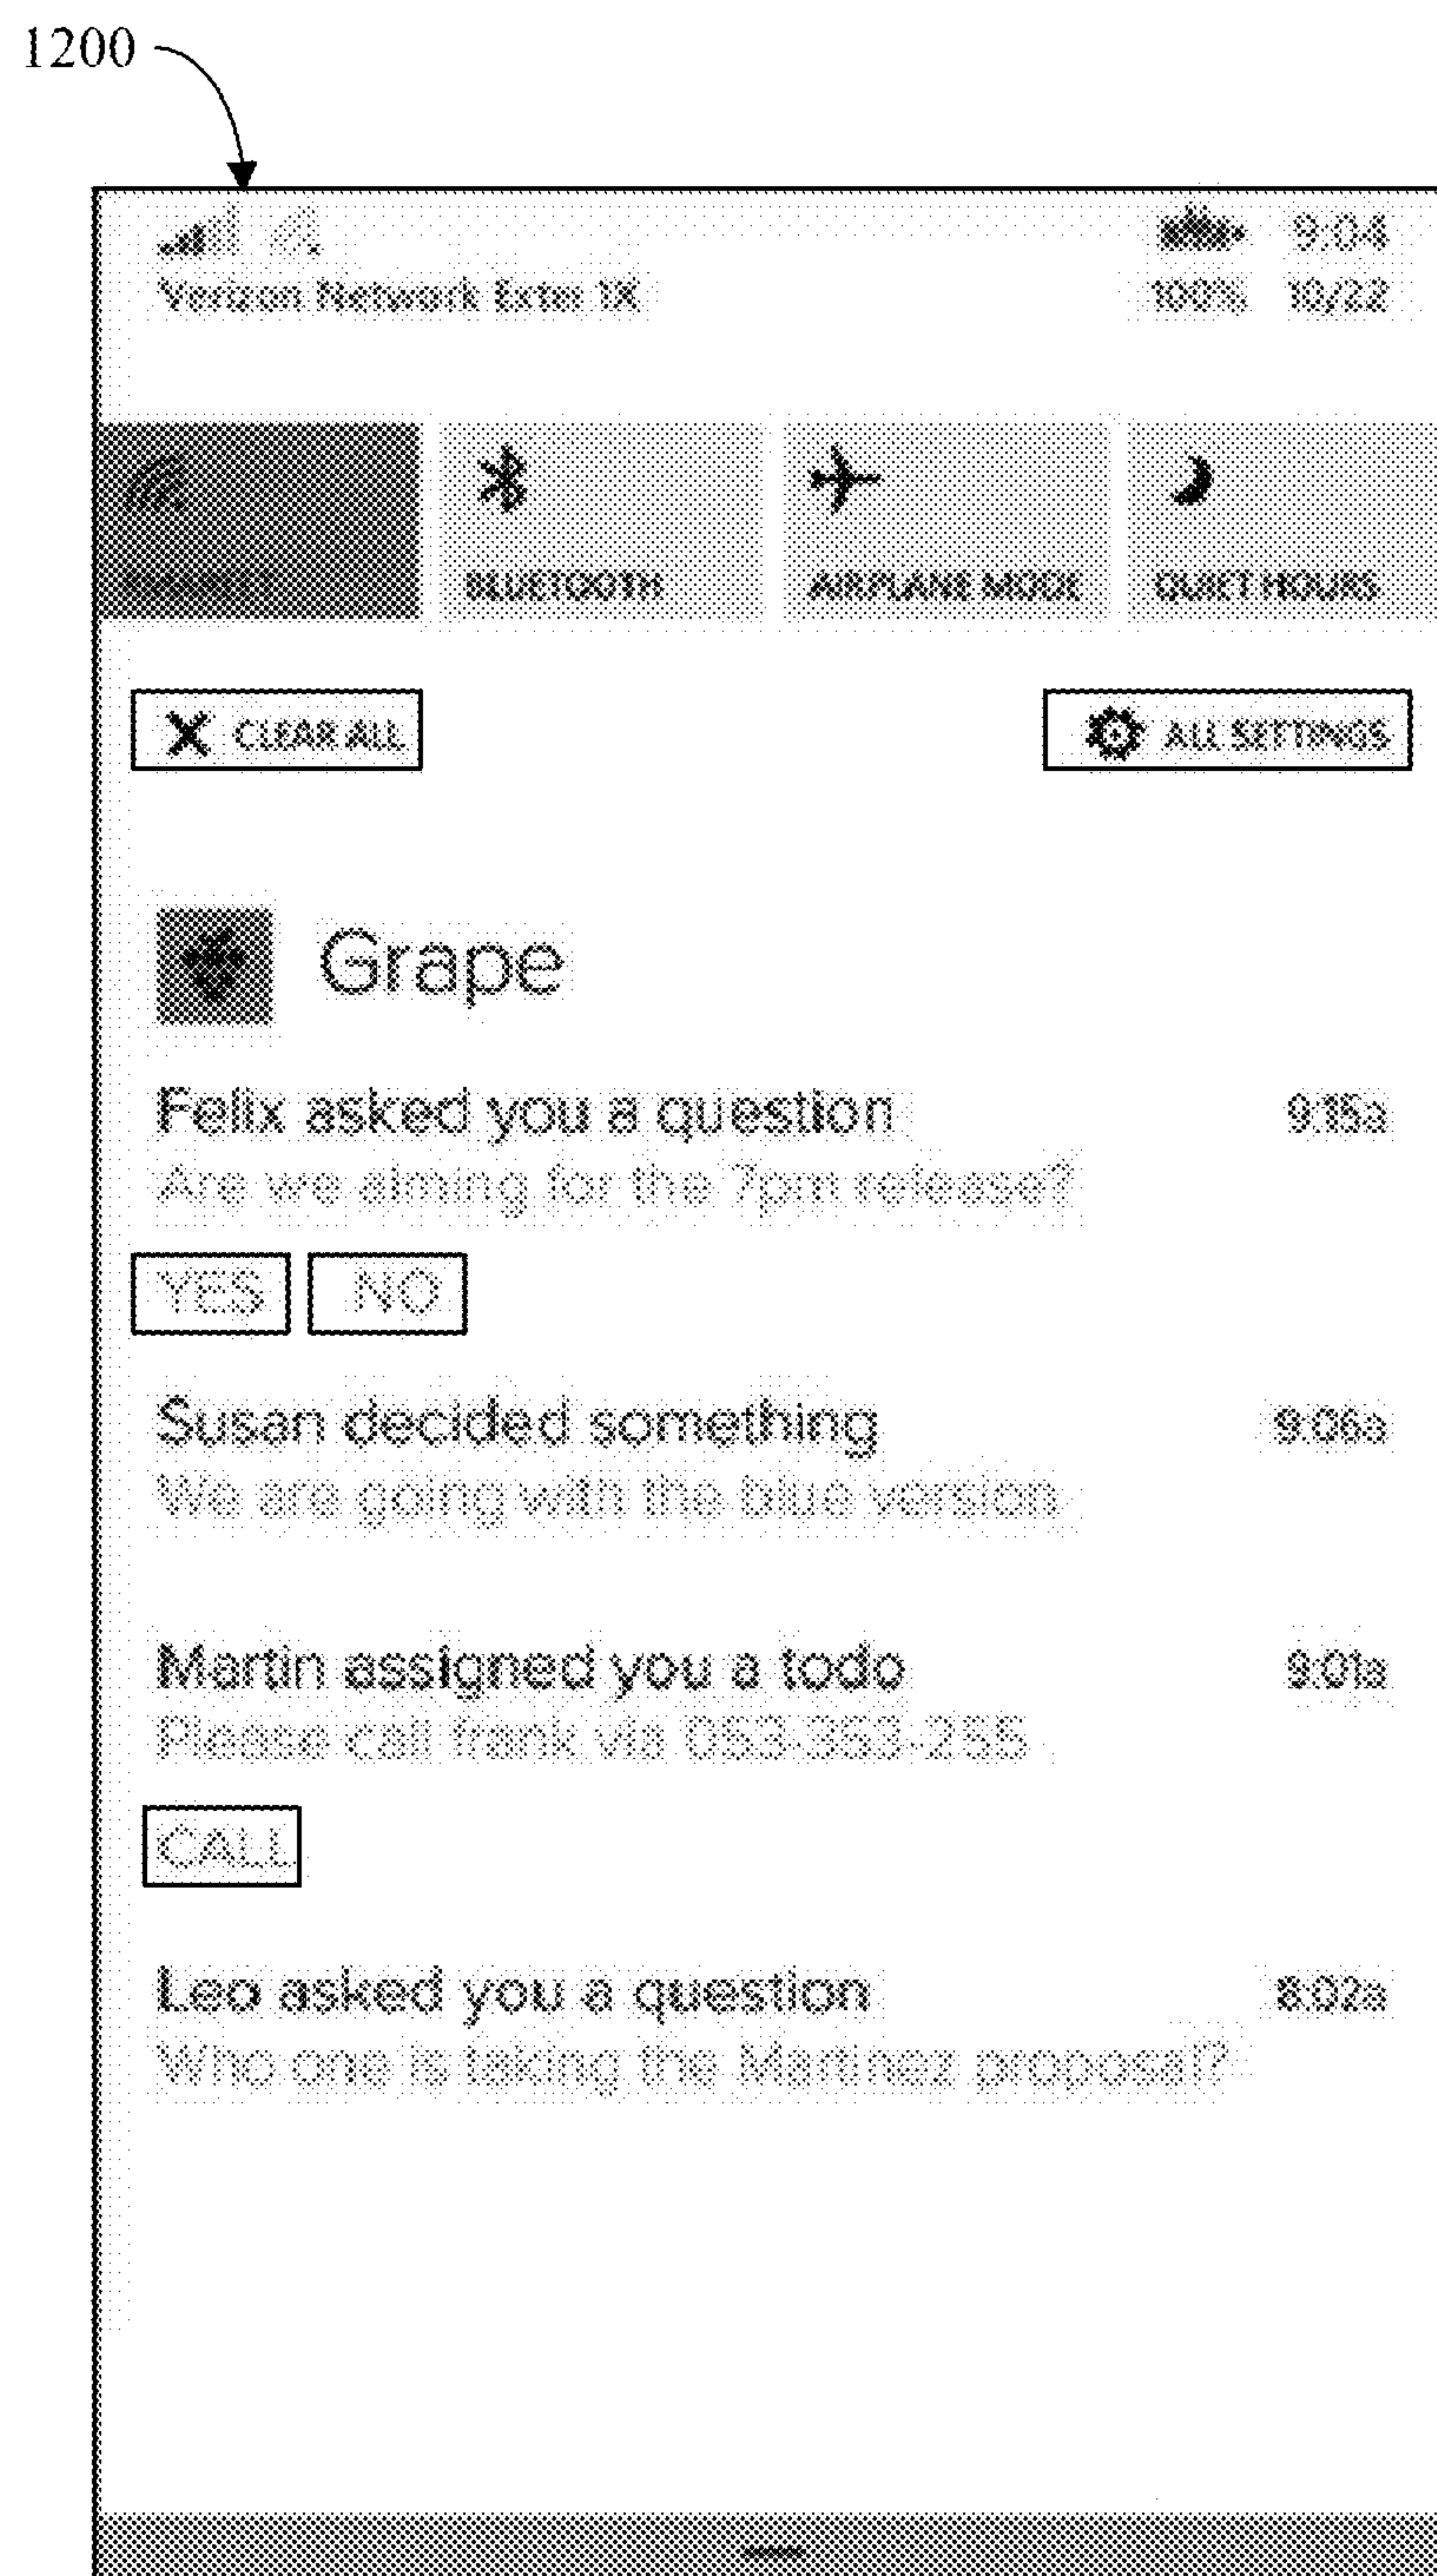 1200
9:04
Verizon Network Exten 1X 100% 10/22
BLUETOOTH AIRPLANE MODE QUIET HOURS
CLEAR ALL ALL SETTINGS
Grape
Felix asked you a question 9:15a
Are we aiming for the 7pm release?
YES NO
Susan decided something 9:06a
We are going with the blue version
Martin assigned you a todo 9:01a
Please call frank via 053-353-255
CALL
Leo asked you a question 8:02a
Who one is taking the Martinez proposal?